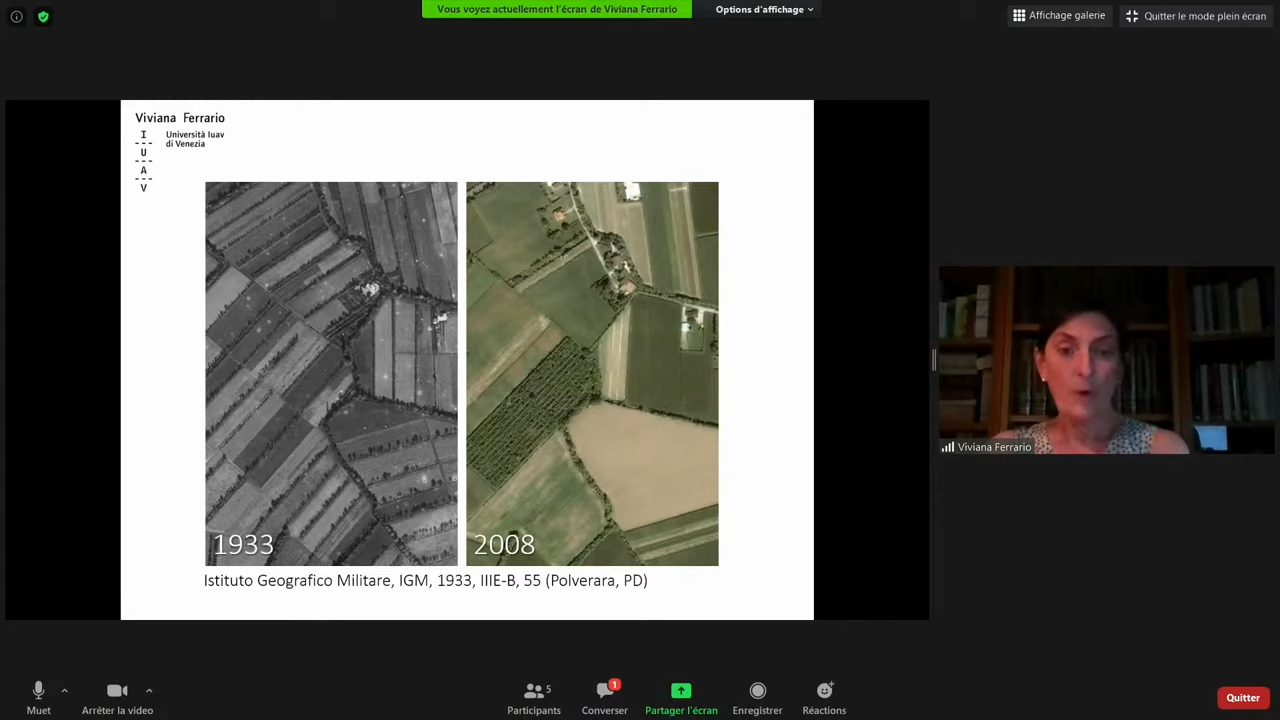 Vous voyez actuellement l'écran de Viviana Ferrario
Options d'affichage
Affichage galerie
Quitter le mode plein écran
Viviana Ferrario
I
U
A
V
Università Iuav
di Venezia
1933
2008
Istituto Geografico Militare, IGM, 1933, IIIE-B, 55 (Polverara, PD)
Viviana Ferrario
Muet
Arrêter la video
5
Participants
1
Converser
Partager l'écran
Enregistrer
Réactions
Quitter